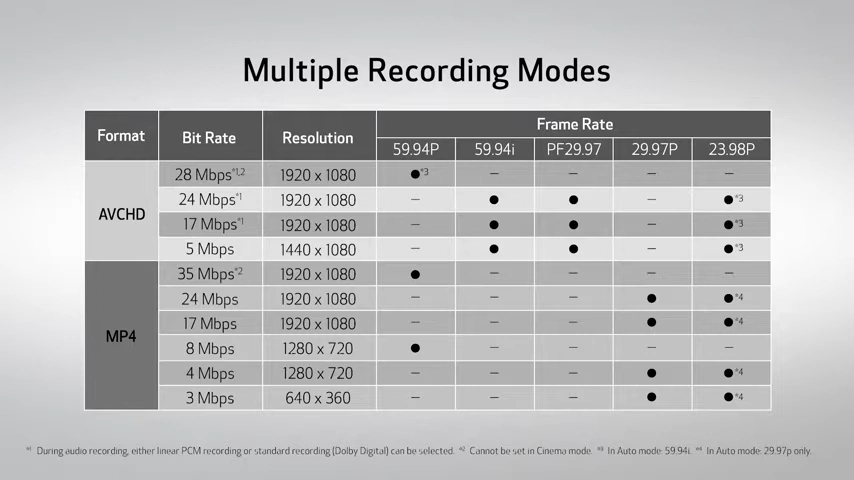 Multiple Recording Modes
Format Bit Rate Resolution Frame Rate
59.94P 59.94i PF29.97 29.97P 23.98P
AVCHD
28 Mbps*1,2 1920 x 1080 ●*3 – – – –
24 Mbps*1 1920 x 1080 – ● ● – ●*3
17 Mbps*1 1920 x 1080 – ● ● – ●*3
5 Mbps 1440 x 1080 – ● ● – ●*3
MP4
35 Mbps*2 1920 x 1080 ● – – – –
24 Mbps 1920 x 1080 – – – ● ●*4
17 Mbps 1920 x 1080 – – – ● ●*4
8 Mbps 1280 x 720 ● – – – –
4 Mbps 1280 x 720 – – – ● ●*4
3 Mbps 640 x 360 – – – ● ●*4
*1 During audio recording, either linear PCM recording or standard recording (Dolby Digital) can be selected. *2 Cannot be set in Cinema mode. *3 In Auto mode: 59.94i. *4 In Auto mode: 29.97p only.